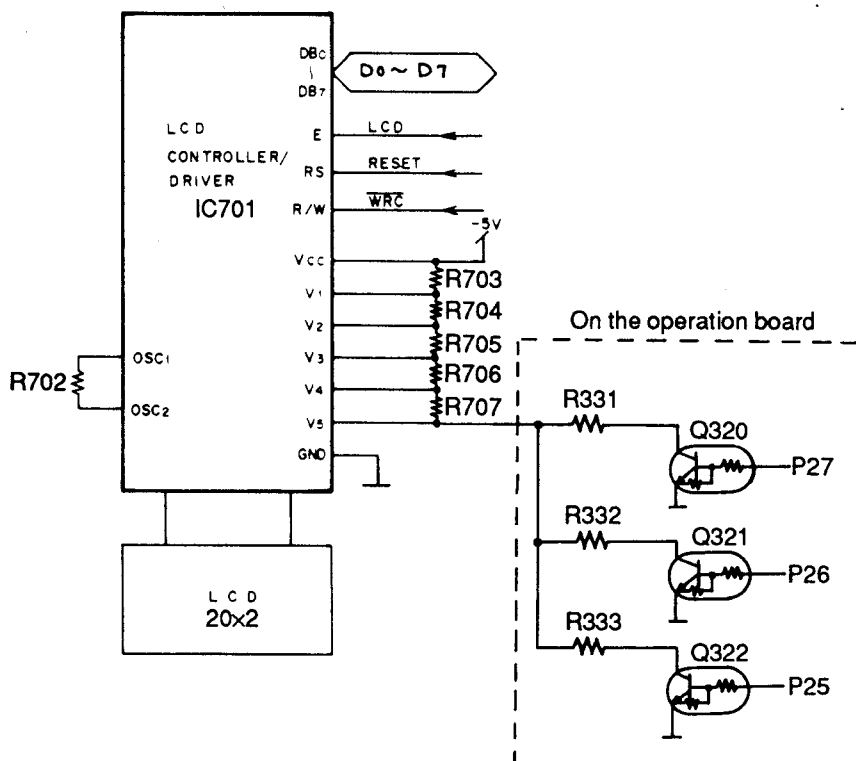 DB0
DB7
D0~D7
LCD
CONTROLLER/
DRIVER
IC701
E
LCD
RS
RESET
R/W
WRC
-5V
VCC
R703
V1
R704
V2
R705
V3
R706
V4
R707
V5
GND
OSC1
OSC2
R702
On the operation board
R331
Q320
P27
R332
Q321
P26
R333
Q322
P25
LCD
20x2